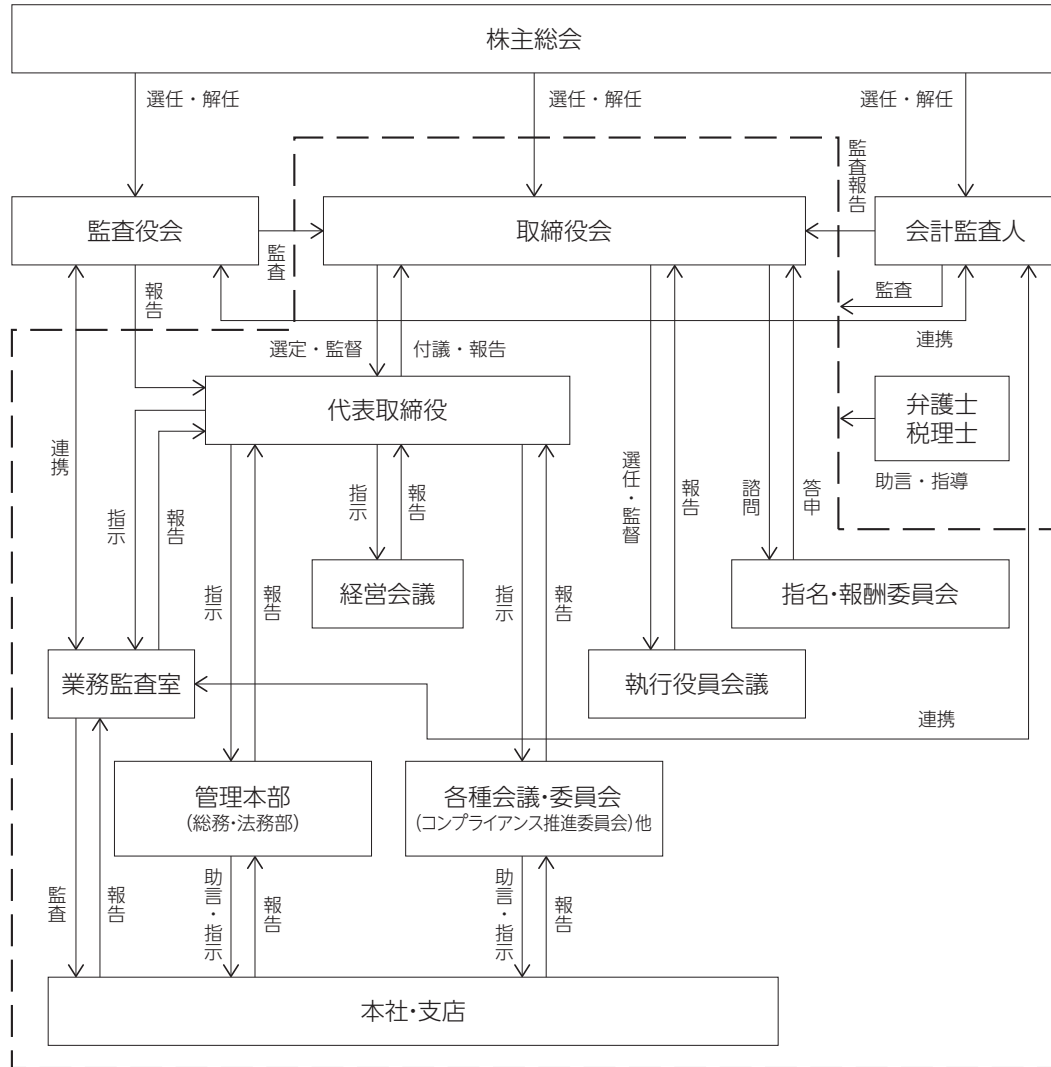 株主総会
選任・解任
選任・解任
選任・解任
監査報告
監査役会
取締役会
会計監査人
監査
報告
監査
連携
選定・監督
付議・報告
代表取締役
弁護士
税理士
助言・指導
連携
指示
報告
指示
報告
選任・監督
報告
諮問
答申
経営会議
指名・報酬委員会
指示
報告
指示
報告
業務監査室
執行役員会議
連携
管理本部
(総務・法務部)
各種会議・委員会
(コンプライアンス推進委員会)他
監査
報告
助言・指示
報告
助言・指示
報告
本社・支店